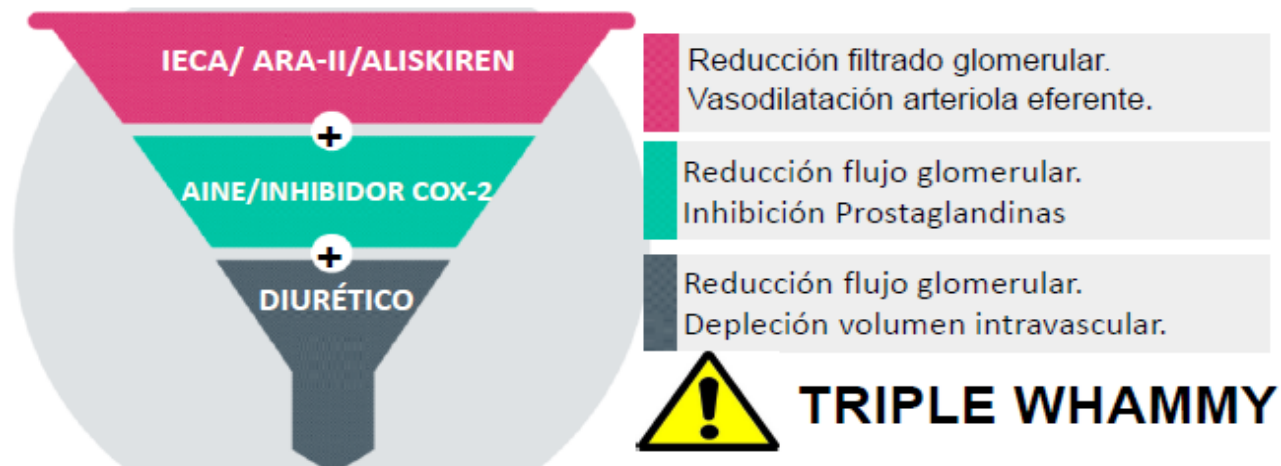 IECA/ ARA-II/ALISKIREN
Reducción filtrado glomerular.
Vasodilatación arteriola eferente.
+
AINE/INHIBIDOR COX-2
Reducción flujo glomerular.
Inhibición Prostaglandinas
+
DIURÉTICO
Reducción flujo glomerular.
Depleción volumen intravascular.
! TRIPLE WHAMMY